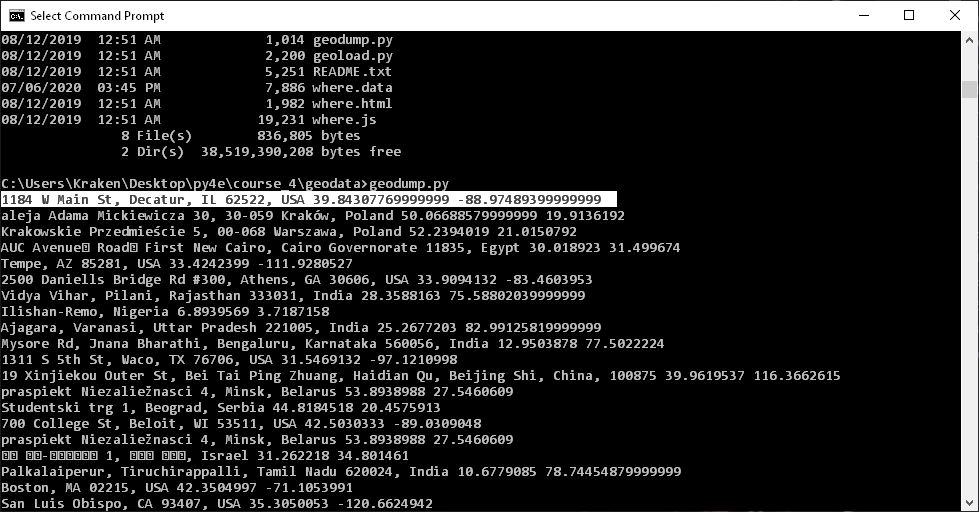 Select Command Prompt
08/12/2019  12:51 AM             1,014 geodump.py
08/12/2019  12:51 AM             2,200 geoload.py
08/12/2019  12:51 AM             5,251 README.txt
07/06/2020  03:45 PM             7,886 where.data
08/12/2019  12:51 AM             1,982 where.html
08/12/2019  12:51 AM            19,231 where.js
               8 File(s)        836,805 bytes
               2 Dir(s)  38,519,390,208 bytes free
C:\Users\Kraken\Desktop\py4e\course_4\geodata>geodump.py
1184 W Main St, Decatur, IL 62522, USA 39.84307769999999 -88.97489399999999
aleja Adama Mickiewicza 30, 30-059 Kraków, Poland 50.06688579999999 19.9136192
Krakowskie Przedmieście 5, 00-068 Warszawa, Poland 52.2394019 21.0150792
AUC Avenue Road First New Cairo, Cairo Governorate 11835, Egypt 30.018923 31.499674
Tempe, AZ 85281, USA 33.4242399 -111.9280527
2500 Daniells Bridge Rd #300, Athens, GA 30606, USA 33.9094132 -83.4603953
Vidya Vihar, Pilani, Rajasthan 333031, India 28.3588163 75.58802039999999
Ilishan-Remo, Nigeria 6.8939569 3.7187158
Ajagara, Varanasi, Uttar Pradesh 221005, India 25.2677203 82.99125819999999
Mysore Rd, Jnana Bharathi, Bengaluru, Karnataka 560056, India 12.9503878 77.5022224
1311 S 5th St, Waco, TX 76706, USA 31.5469132 -97.1210998
19 Xinjiekou Outer St, Bei Tai Ping Zhuang, Haidian Qu, Beijing Shi, China, 100875 39.9619537 116.3662615
praspiekt Niezaliežnasci 4, Minsk, Belarus 53.8938988 27.5460609
Studentski trg 1, Beograd, Serbia 44.8184518 20.4575913
700 College St, Beloit, WI 53511, USA 42.5030333 -89.0309048
praspiekt Niezaliežnasci 4, Minsk, Belarus 53.8938988 27.5460609
1, Israel 31.262218 34.801461
Palkalaiperur, Tiruchirappalli, Tamil Nadu 620024, India 10.6779085 78.74454879999999
Boston, MA 02215, USA 42.3504997 -71.1053991
San Luis Obispo, CA 93407, USA 35.3050053 -120.6624942